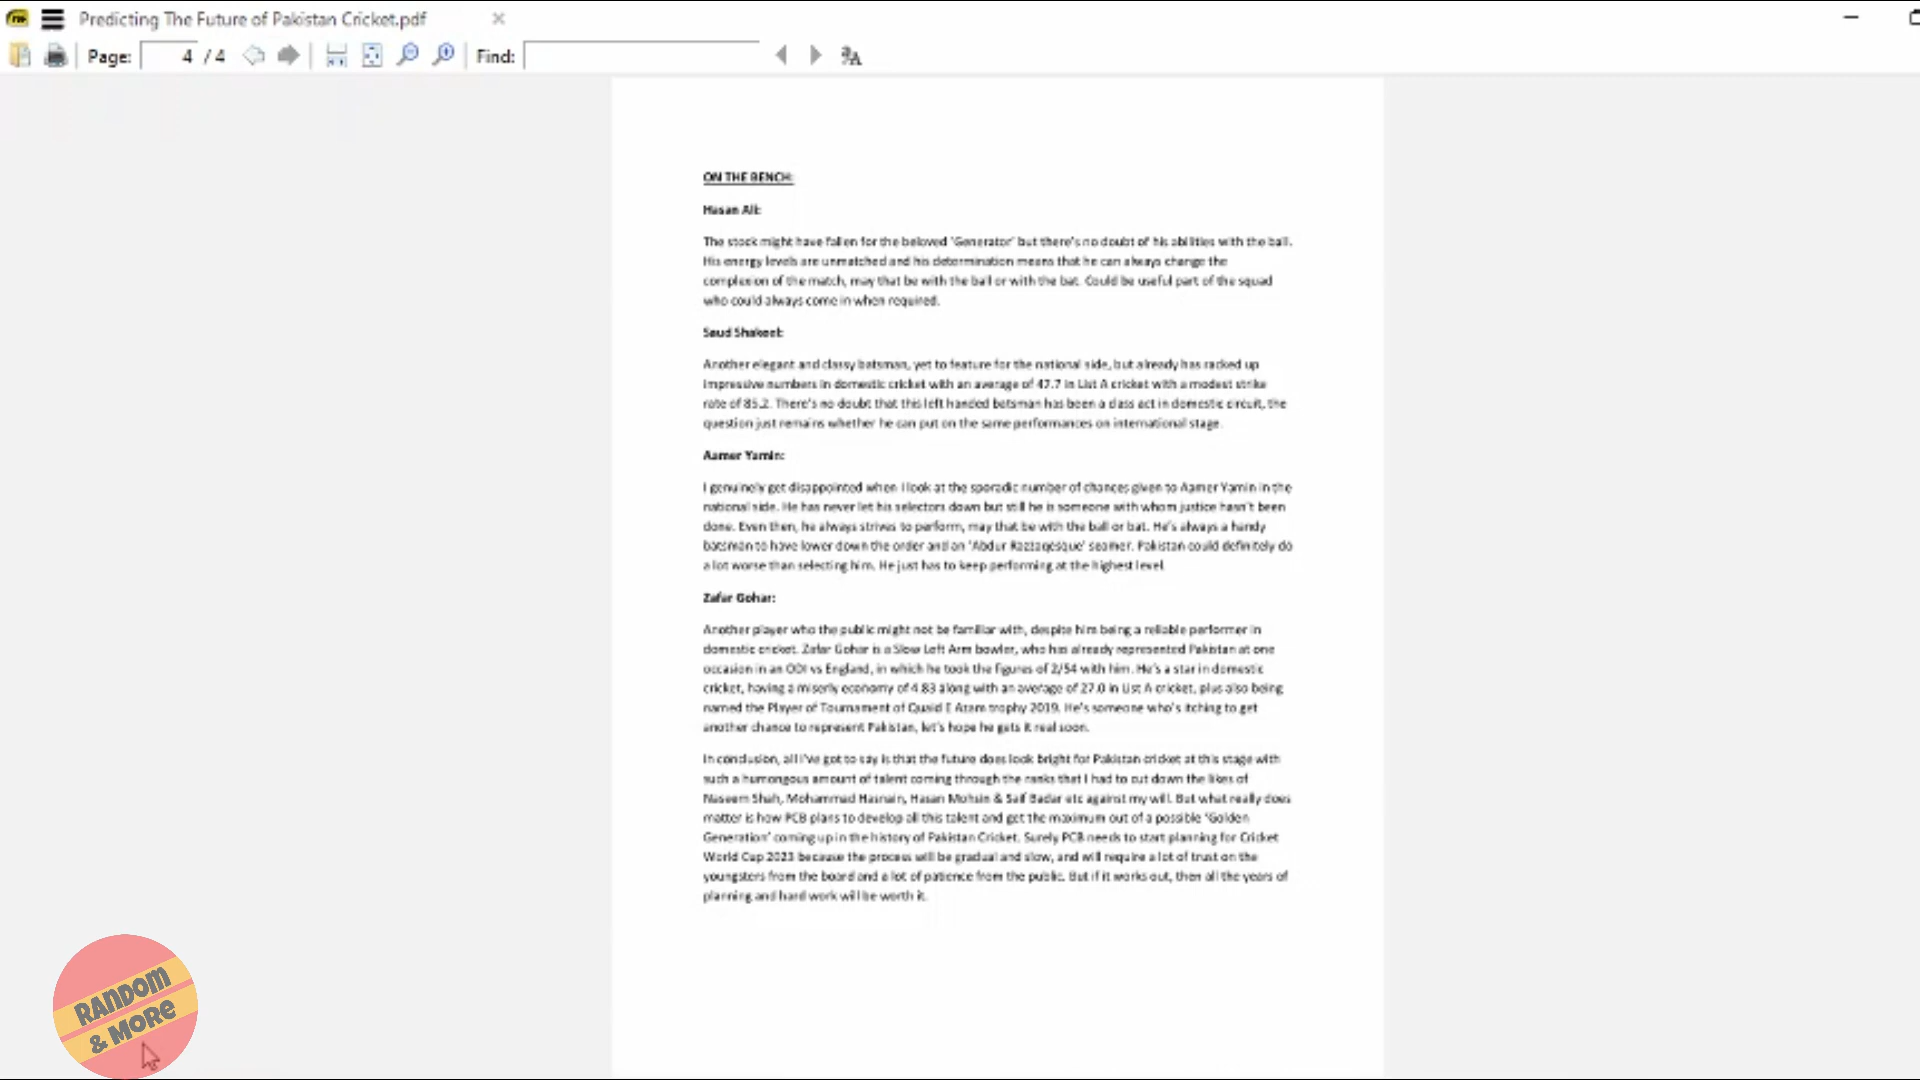 Predicting The Future of Pakistan Cricket.pdf
Page: 4 / 4 Find:
ON THE BENCH:
Hasan Ali:
The stock might have fallen for the beloved 'Generator' but there's no doubt of his abilities with the ball.
His energy levels are unmatched and his determination means that he can always change the
complexion of the match, may that be with the ball or with the bat. Could be useful part of the squad
who could always come in when required.
Saud Shakeel:
Another elegant and classy batsman, yet to feature for the national side, but already has racked up
impressive numbers in domestic cricket with an average of 47.7 in List A cricket with a modest strike
rate of 85.2. There's no doubt that this left handed batsman has been a class act in domestic circuit, the
question just remains whether he can put on the same performances on international stage.
Aamer Yamin:
I genuinely get disappointed when I look at the sporadic number of chances given to Aamer Yamin in the
national side. He has never let his selectors down but still he is someone with whom justice hasn't been
done. Even then, he always strives to perform, may that be with the ball or bat. He's always a handy
batsman to have lower down the order and an 'Abdur Razzaqesque' seamer. Pakistan could definitely do
a lot worse than selecting him. He just has to keep performing at the highest level.
Zafar Gohar:
Another player who the public might not be familiar with, despite him being a reliable performer in
domestic cricket. Zafar Gohar is a Slow Left Arm bowler, who has already represented Pakistan at one
occasion in an ODI vs England, in which he took the figures of 2/54 with him. He's a star in domestic
cricket, having a miserly economy of 4.83 along with an average of 27.0 in List A cricket, plus also being
named the Player of Tournament of Quaid E Azam trophy 2019. He's someone who's itching to get
another chance to represent Pakistan, let's hope he gets it real soon.
In conclusion, all I've got to say is that the future does look bright for Pakistan cricket at this stage with
such a humongous amount of talent coming through the ranks that I had to cut down the likes of
Naseem Shah, Mohammad Hasnain, Hasan Mohsin & Saif Badar etc against my will. But what really does
matter is how PCB plans to develop all this talent and get the maximum out of a possible 'Golden
Generation' coming up in the history of Pakistan Cricket. Surely PCB needs to start planning for Cricket
World Cup 2023 because the process will be gradual and slow, and will require a lot of trust on the
youngsters from the board and a lot of patience from the public. But if it works out, then all the years of
planning and hard work will be worth it.
RANDOM
& MORE